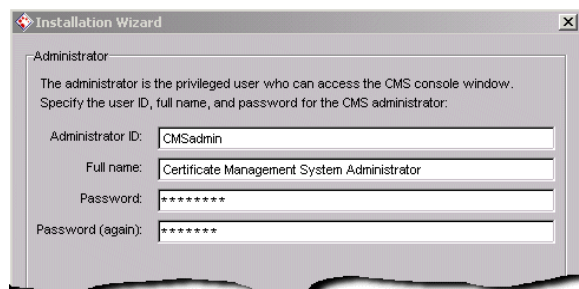 Installation Wizard
Administrator
The administrator is the privileged user who can access the CMS console window.
Specify the user ID, full name, and password for the CMS administrator:
Administrator ID: CMSadmin
Full name: Certificate Management System Administrator
Password: ********
Password (again): *******